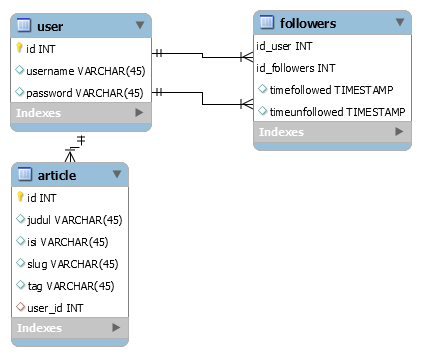 user
id INT
username VARCHAR(45)
password VARCHAR(45)
Indexes
followers
id_user INT
id_followers INT
timefollowed TIMESTAMP
timeunfollowed TIMESTAMP
Indexes
article
id INT
judul VARCHAR(45)
isi VARCHAR(45)
slug VARCHAR(45)
tag VARCHAR(45)
user_id INT
Indexes